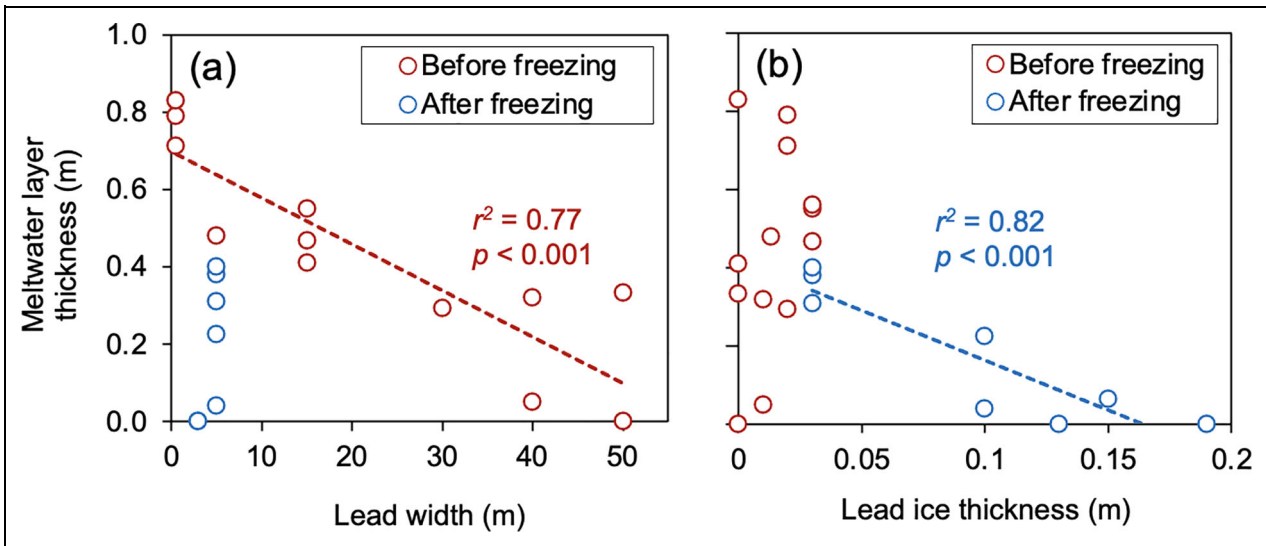 (a)
Before freezing
After freezing
Meltwater layer
thickness (m)
1.0
0.8
0.6
0.4
0.2
0.0
r² = 0.77
p < 0.001
0 10 20 30 40 50
Lead width (m)
(b)
Before freezing
After freezing
r² = 0.82
p < 0.001
0 0.05 0.1 0.15 0.2
Lead ice thickness (m)